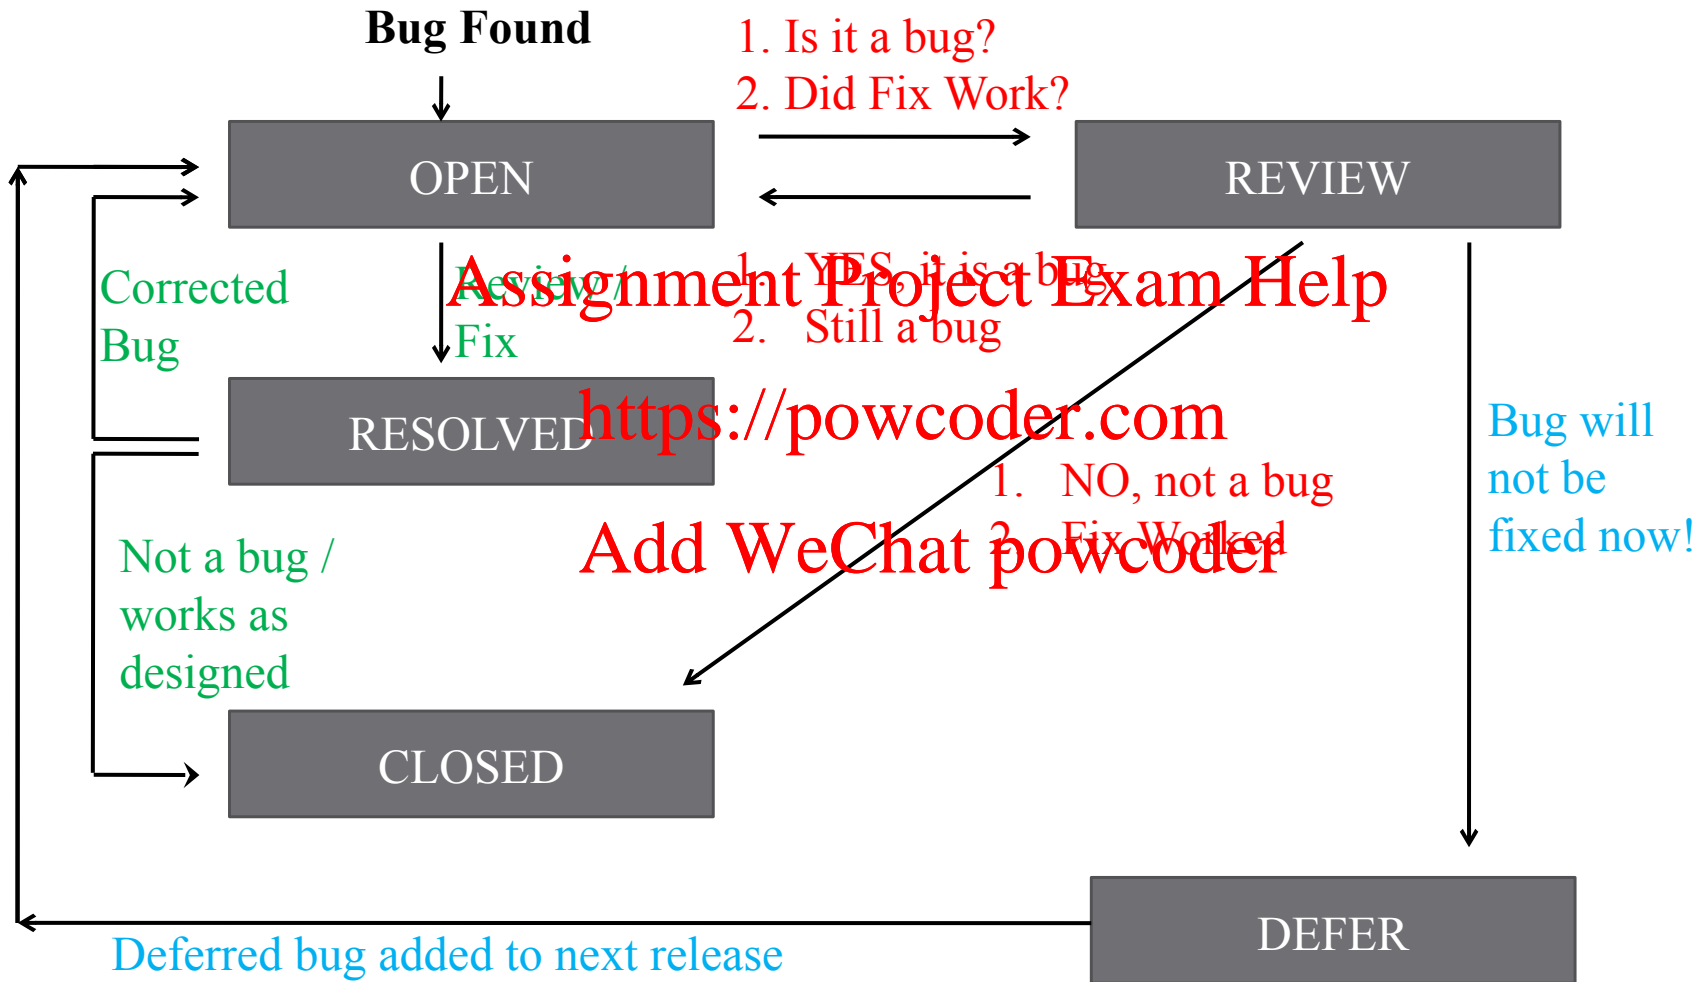 Bug Found
1. Is it a bug?
2. Did Fix Work?
OPEN
REVIEW
Corrected
Bug
Review /
Fix
1. YES, it is a bug
2. Still a bug
Assignment Project Exam Help
RESOLVED
https://powcoder.com
1. NO, not a bug
2. Fix Worked
Add WeChat powcoder
Bug will
not be
fixed now!
Not a bug /
works as
designed
CLOSED
DEFER
Deferred bug added to next release